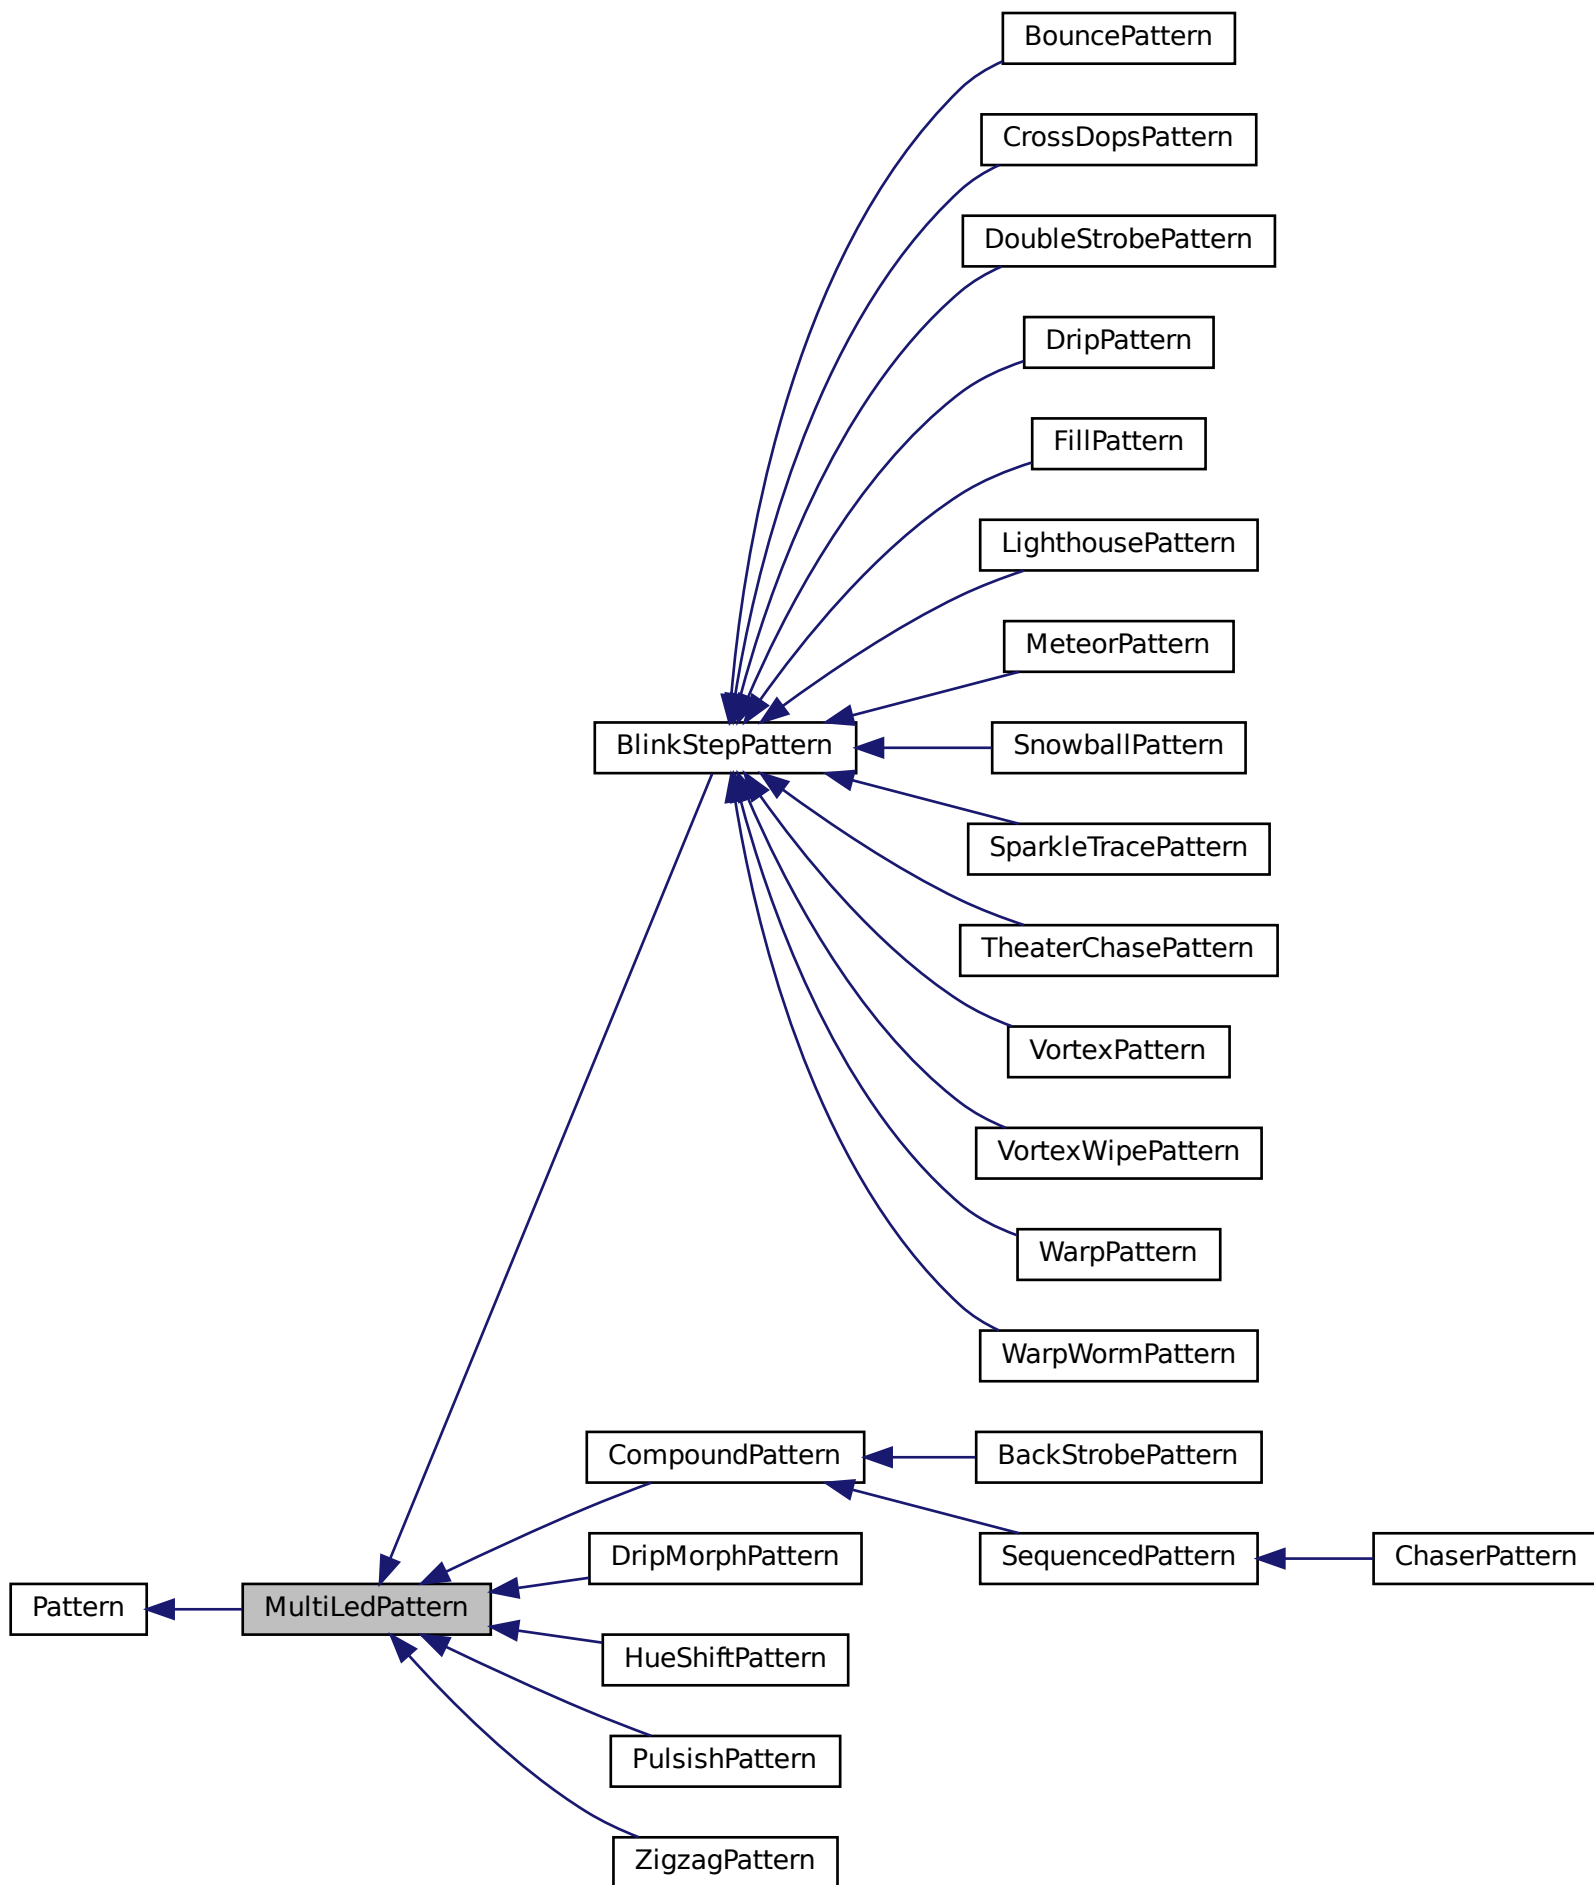 BouncePattern
CrossDopsPattern
DoubleStrobePattern
DripPattern
FillPattern
LighthousePattern
MeteorPattern
BlinkStepPattern
SnowballPattern
SparkleTracePattern
TheaterChasePattern
VortexPattern
VortexWipePattern
WarpPattern
WarpWormPattern
CompoundPattern
BackStrobePattern
DripMorphPattern
SequencedPattern
ChaserPattern
Pattern
MultiLedPattern
HueShiftPattern
PulsishPattern
ZigzagPattern